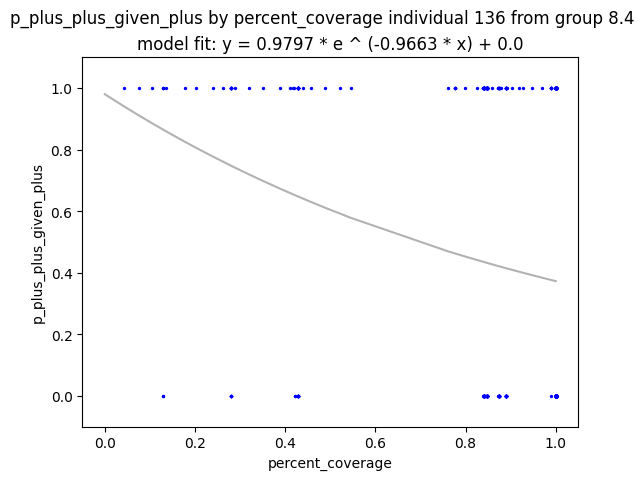 p_plus_plus_given_plus by percent_coverage individual 136 from group 8.4
model fit: y = 0.9797 * e ^ (-0.9663 * x) + 0.0
1.0
0.8
0.6
0.4
0.2
0.0
p_plus_plus_given_plus
0.0 0.2 0.4 0.6 0.8 1.0
percent_coverage